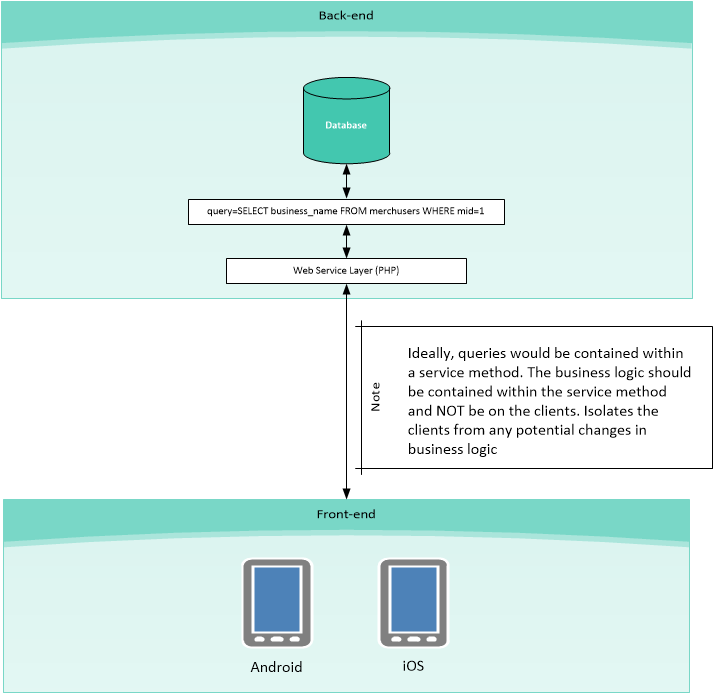 Back-end
Database
query=SELECT business_name FROM merchusers WHERE mid=1
Web Service Layer (PHP)
Note
Ideally, queries would be contained within
a service method. The business logic should
be contained within the service method
and NOT be on the clients. Isolates the
clients from any potential changes in
business logic
Front-end
Android
iOS